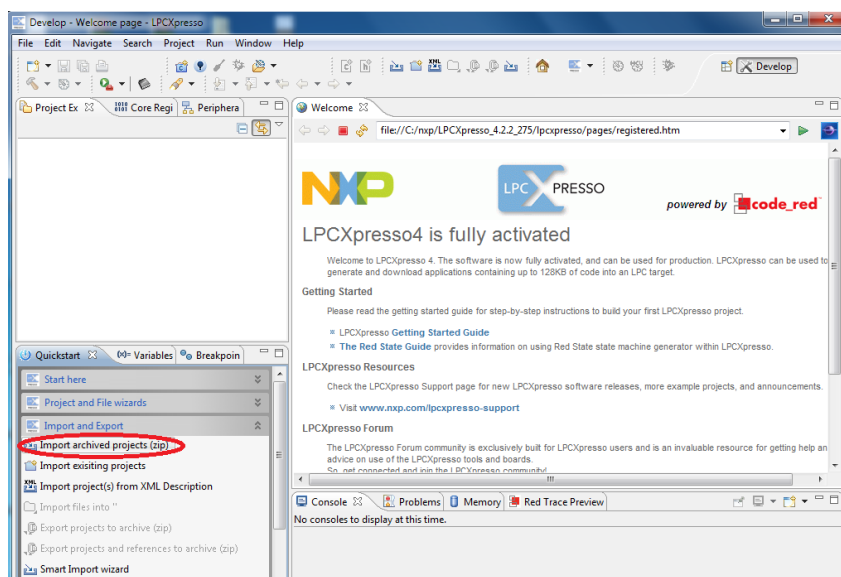 Develop - Welcome page - LPCXpresso
File Edit Navigate Search Project Run Window Help
Develop
Project Ex
Core Regi
Periphera
Welcome
file://C:/nxp/LPCXpresso_4.2.2_275/lpcxpresso/pages/registered.htm
NXP
LPC XPRESSO
powered by code_red
LPCXpresso4 is fully activated
Welcome to LPCXpresso 4. The software is now fully activated, and can be used for production. LPCXpresso can be used to
generate and download applications containing up to 128KB of code into an LPC target.
Getting Started
Please read the getting started guide for step-by-step instructions to build your first LPCXpresso project.
LPCXpresso Getting Started Guide
The Red State Guide provides information on using Red State state machine generator within LPCXpresso.
LPCXpresso Resources
Check the LPCXpresso Support page for new LPCXpresso software releases, more example projects, and announcements.
Visit www.nxp.com/lpcxpresso-support
LPCXpresso Forum
The LPCXpresso Forum community is exclusively built for LPCXpresso users and is an invaluable resource for getting help an
advice on use of the LPCXpresso tools and boards.
So, get connected and join the LPCXpresso community!
Quickstart
(x)= Variables
Breakpoin
Start here
Project and File wizards
Import and Export
Import archived projects (zip)
Import exisiting projects
Import project(s) from XML Description
Import files into ''
Export projects to archive (zip)
Export projects and references to archive (zip)
Smart Import wizard
Console
Problems
Memory
Red Trace Preview
No consoles to display at this time.